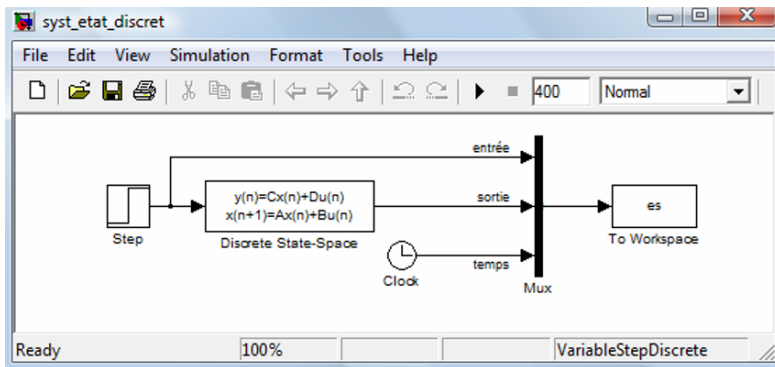 syst_etat_discret
File Edit View Simulation Format Tools Help
400 Normal
entrée
y(n)=Cx(n)+Du(n)
x(n+1)=Ax(n)+Bu(n)
sortie
es
Step
Discrete State-Space
To Workspace
temps
Clock
Mux
Ready 100% VariableStepDiscrete